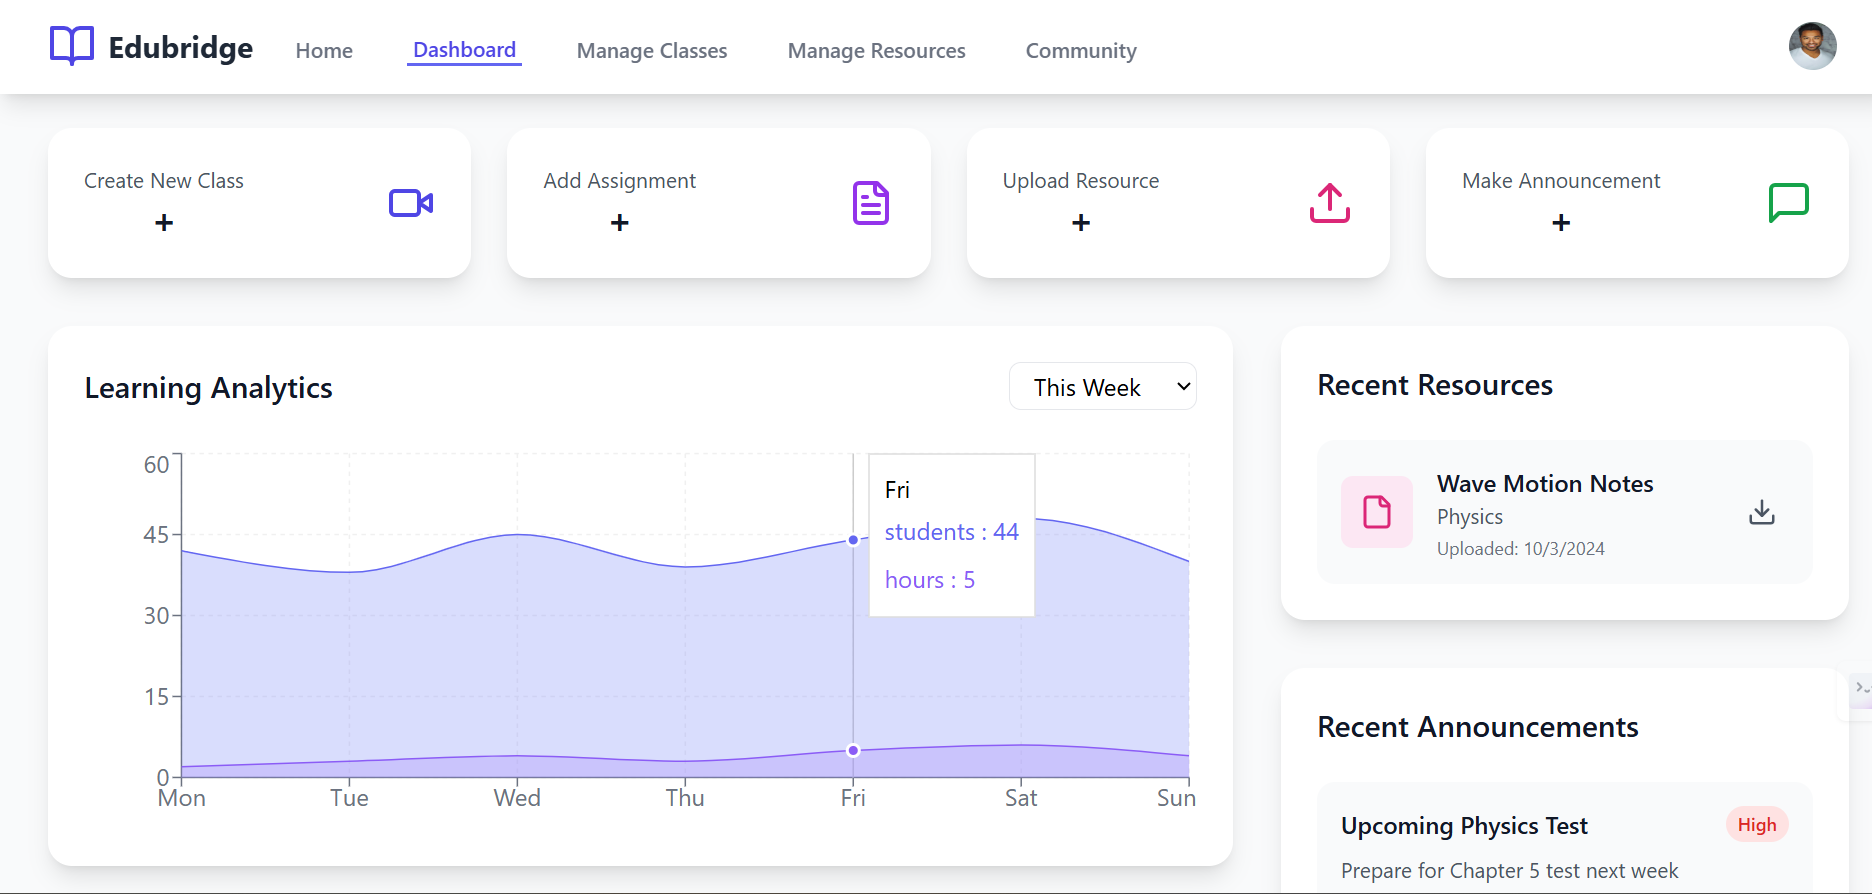 Edubridge
Home
Dashboard
Manage Classes
Manage Resources
Community
Create New Class
+
Add Assignment
+
Upload Resource
+
Make Announcement
+
Learning Analytics
This Week
60
45
30
15
0
Mon
Tue
Wed
Thu
Fri
Sat
Sun
Fri
students : 44
hours : 5
Recent Resources
Wave Motion Notes
Physics
Uploaded: 10/3/2024
Recent Announcements
Upcoming Physics Test
High
Prepare for Chapter 5 test next week